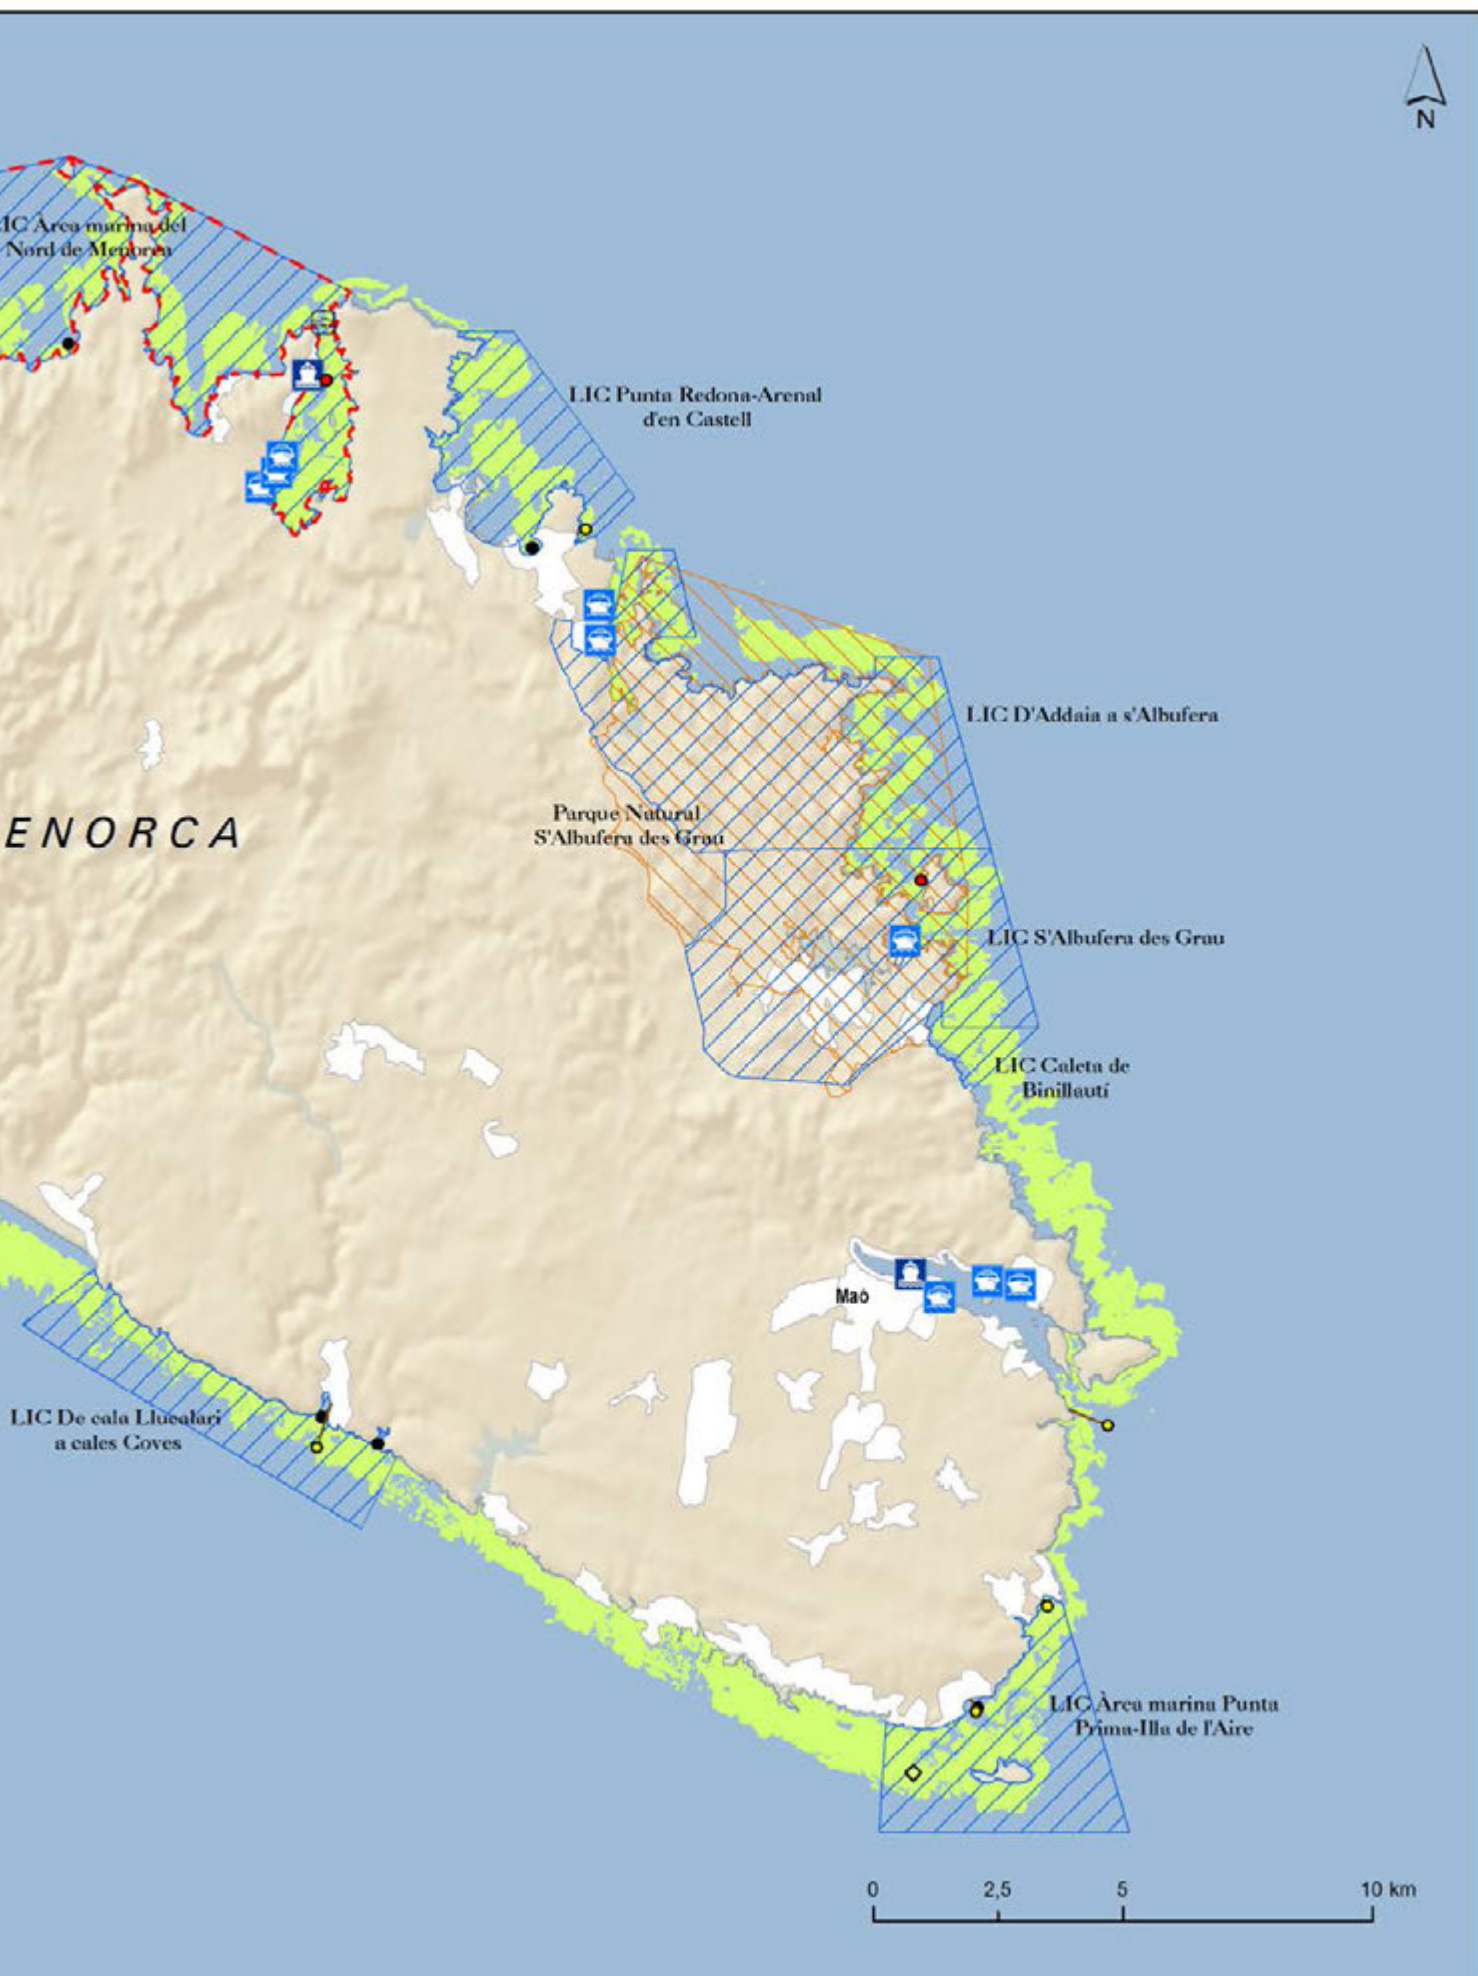 N
LIC Àrea marina del
Nord de Menorca
LIC Punta Redona-Arenal
d'en Castell
LIC D'Addaia a s'Albufera
Parque Natural
S'Albufera des Grau
ENORCA
LIC S'Albufera des Grau
LIC Caleta de
Binillautí
Maó
LIC De cala Llucalari
a cales Coves
LIC Àrea marina Punta
Prima-Illa de l'Aire
0 2,5 5 10 km